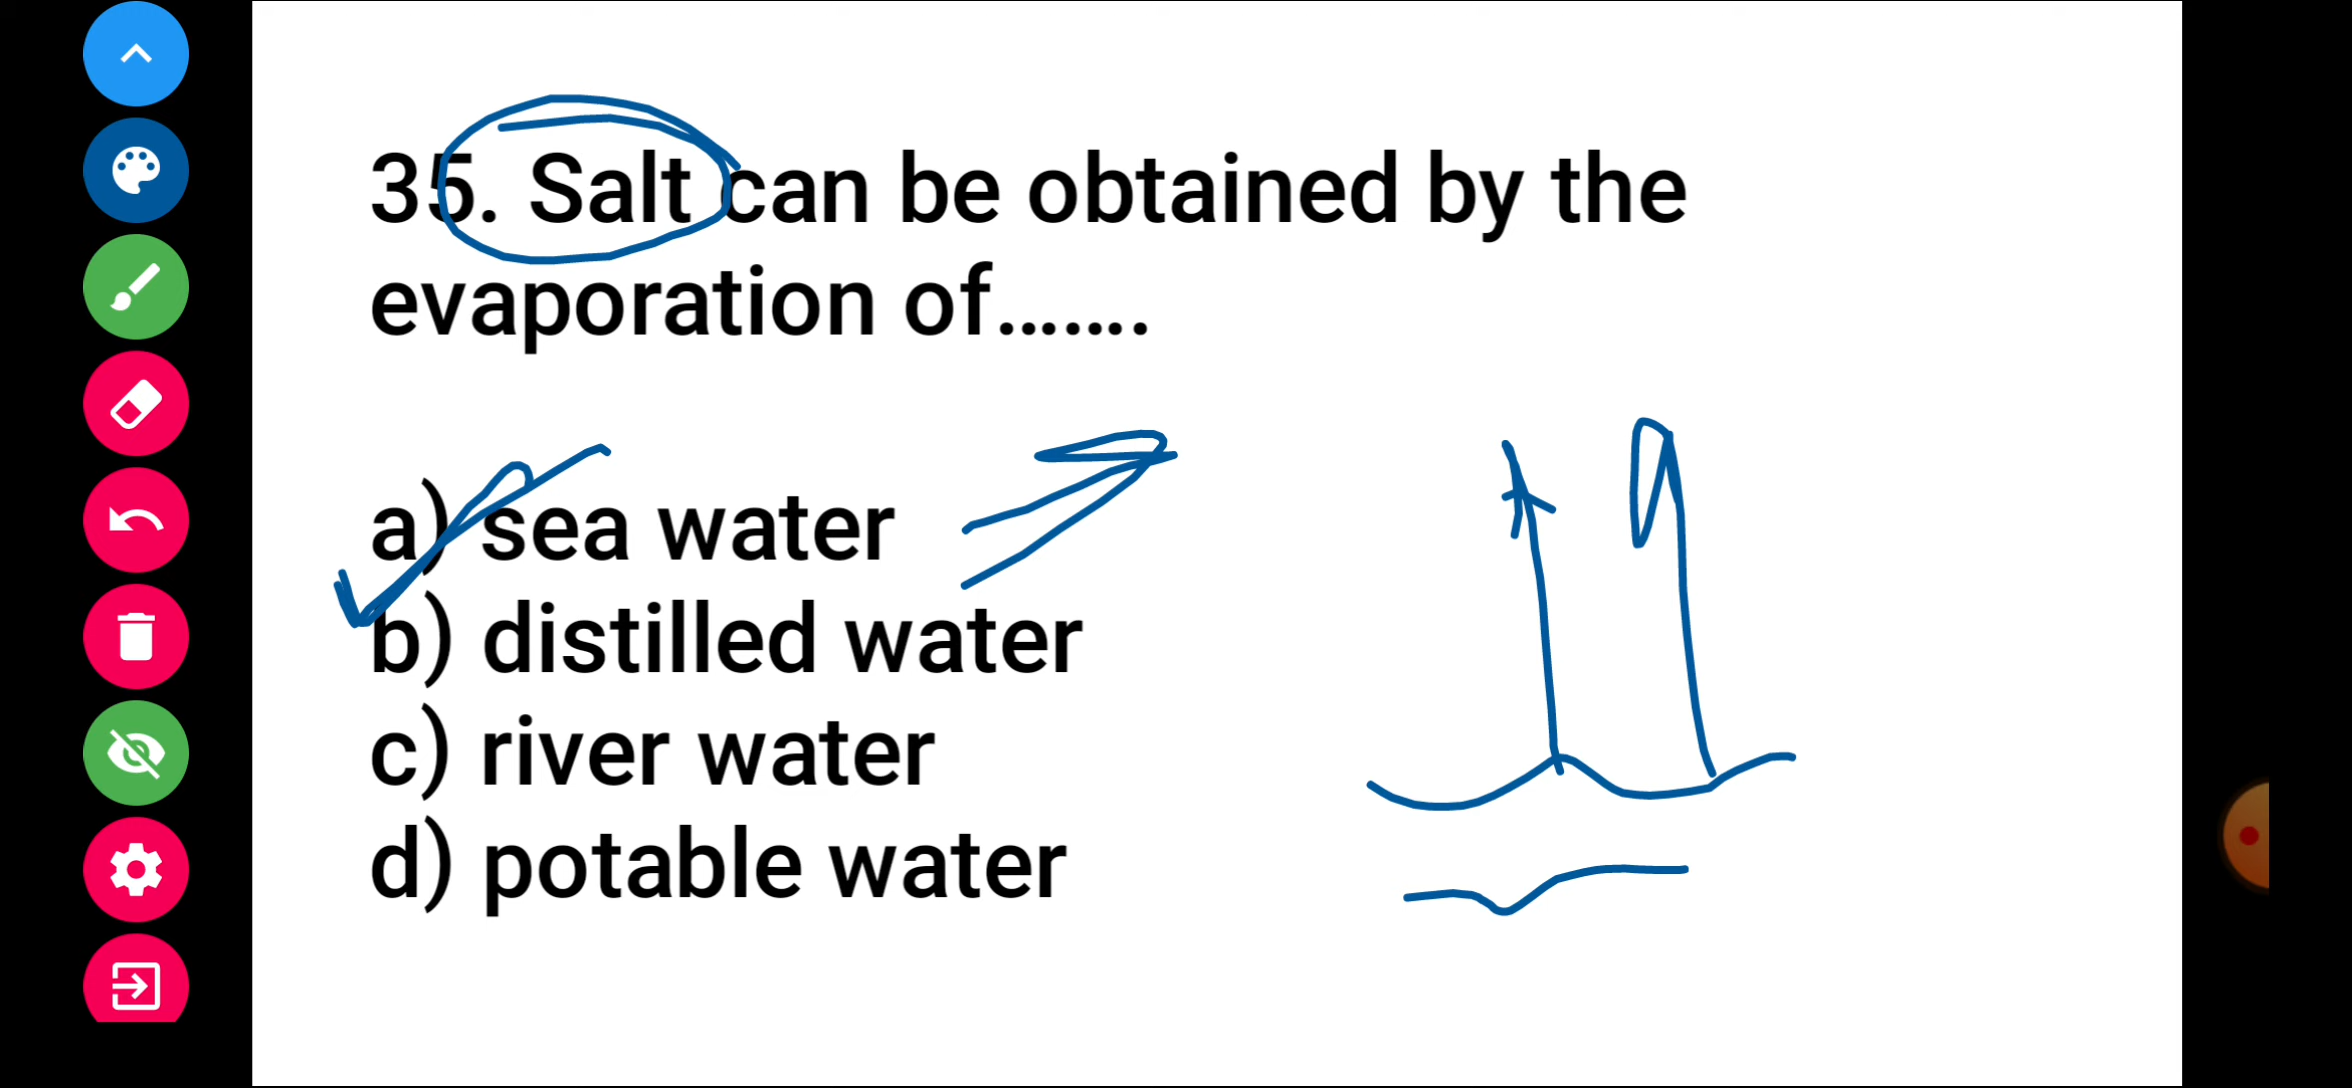 35. Salt can be obtained by the
evaporation of.......
a) sea water
b) distilled water
c) river water
d) potable water